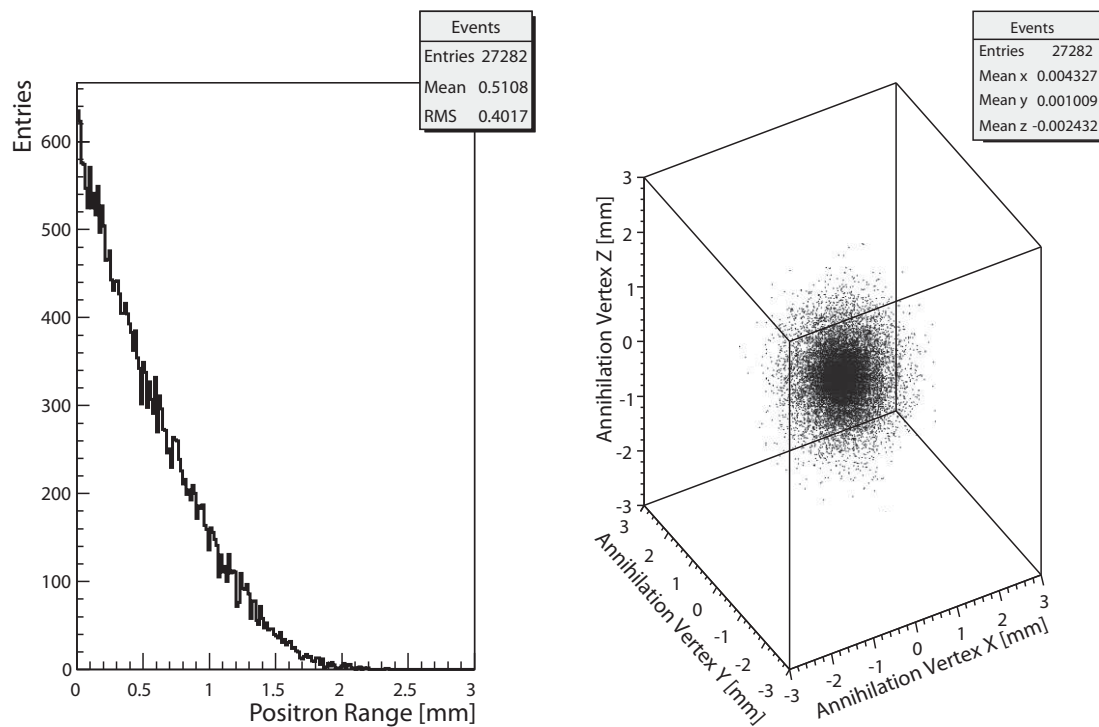 Events
Entries 27282
Mean 0.5108
RMS 0.4017
Entries
600
500
400
300
200
100
0
0 0.5 1 1.5 2 2.5 3
Positron Range [mm]
Events
Entries 27282
Mean x 0.004327
Mean y 0.001009
Mean z -0.002432
Annihilation Vertex Z [mm]
3
2
1
0
-1
-2
-3
3
2
1
0
-1
-2
-3
Annihilation Vertex Y [mm]
-3
-2
-1
0
1
2
3
Annihilation Vertex X [mm]